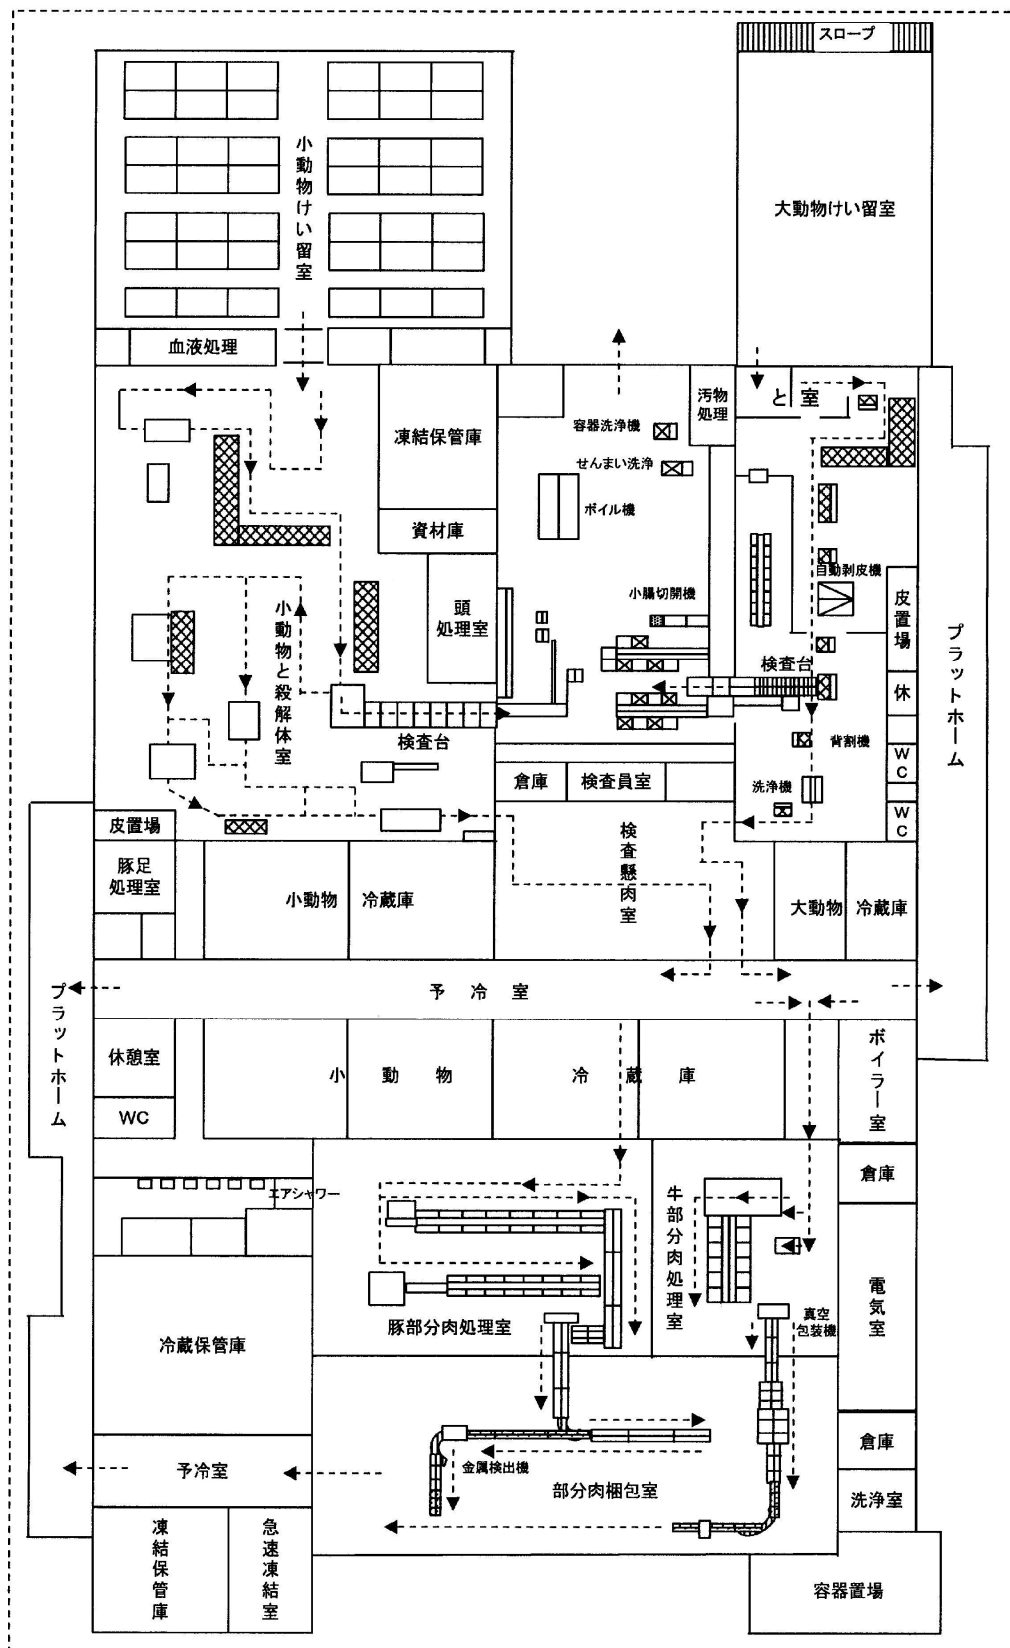 スロープ
小動物けい留室
大動物けい留室
血液処理
凍結保管庫
資材庫
頭
処理室
容器洗浄機
せんまい洗浄
ボイル機
小腸切開機
汚物
処理
と室
自動剥皮機
皮置場
休
プラットホーム
検査台
背割機
WC
洗浄機
WC
小動物と殺解体室
検査台
倉庫
検査員室
検査懸肉室
皮置場
豚足
処理室
小動物 冷蔵庫
大動物 冷蔵庫
プラットホーム
予冷室
休憩室
WC
小動物冷蔵庫
ボイラー室
エアシャワー
倉庫
牛部分肉処理室
電気室
冷蔵保管庫
豚部分肉処理室
真空
包装機
倉庫
予冷室
金属検出機
部分肉梱包室
洗浄室
凍結保管庫
急速凍結室
容器置場